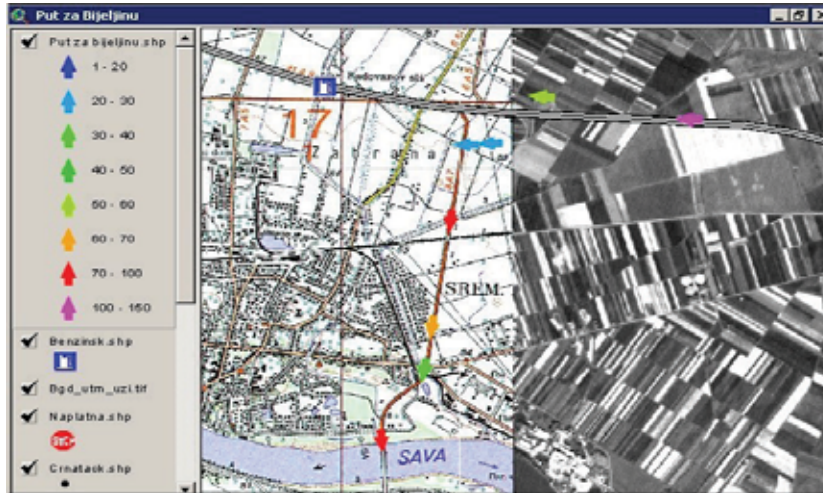 Put za Bijeljinu
Put za bijeljinu.shp
1 - 20
20 - 30
30 - 40
40 - 50
50 - 60
60 - 70
70 - 100
100 - 150
Benzinsk.shp
Bgd_utm_uzi.tif
Naplatna.shp
Crnatack.shp
17
SREM.
SAVA